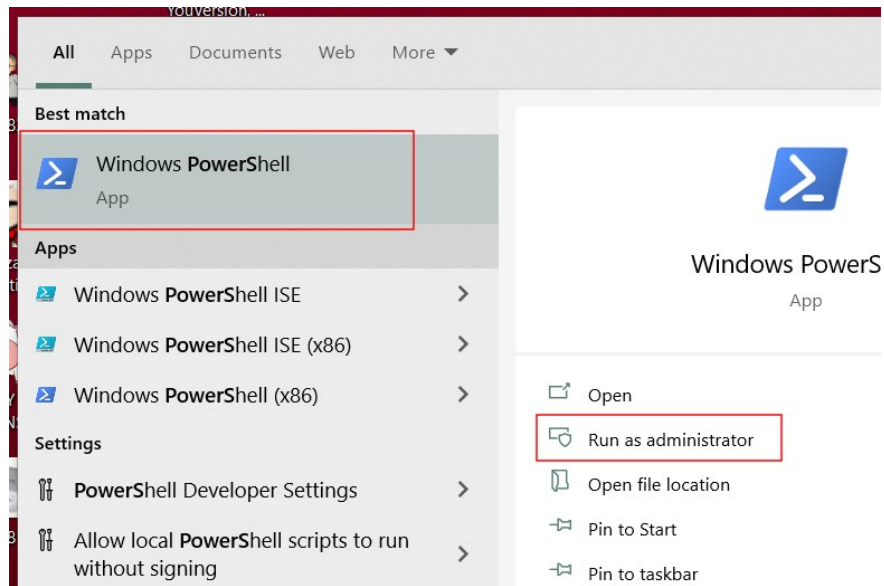 YouVersion, ...
All Apps Documents Web More
Best match
Windows PowerShell
App
Apps
Windows PowerShell ISE
Windows PowerShell ISE (x86)
Windows PowerShell (x86)
Settings
PowerShell Developer Settings
Allow local PowerShell scripts to run
without signing
Windows PowerS
App
Open
Run as administrator
Open file location
Pin to Start
Pin to taskbar